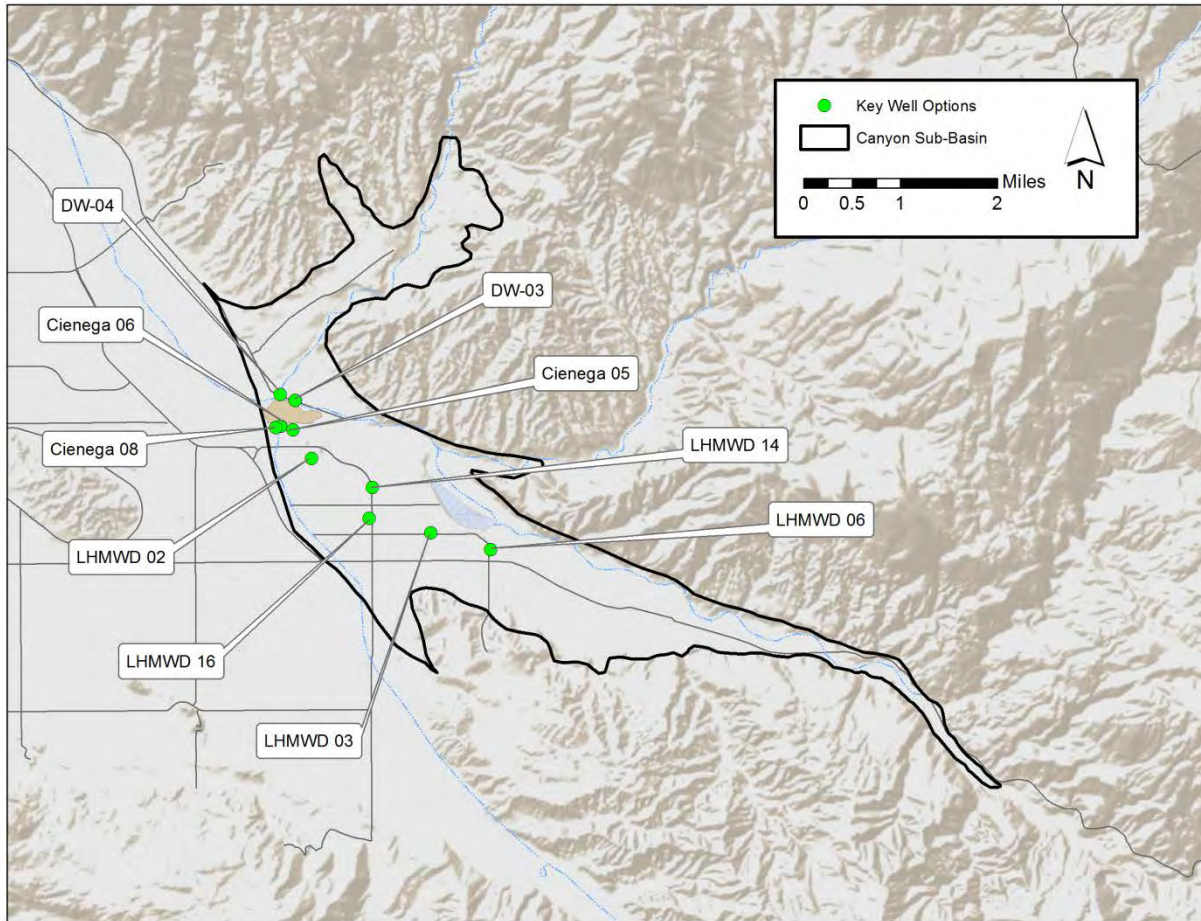 Key Well Options
Canyon Sub-Basin
Miles
0 0.5 1 2
N
DW-04
DW-03
Cienega 06
Cienega 05
Cienega 08
LHMWD 14
LHMWD 06
LHMWD 02
LHMWD 16
LHMWD 03